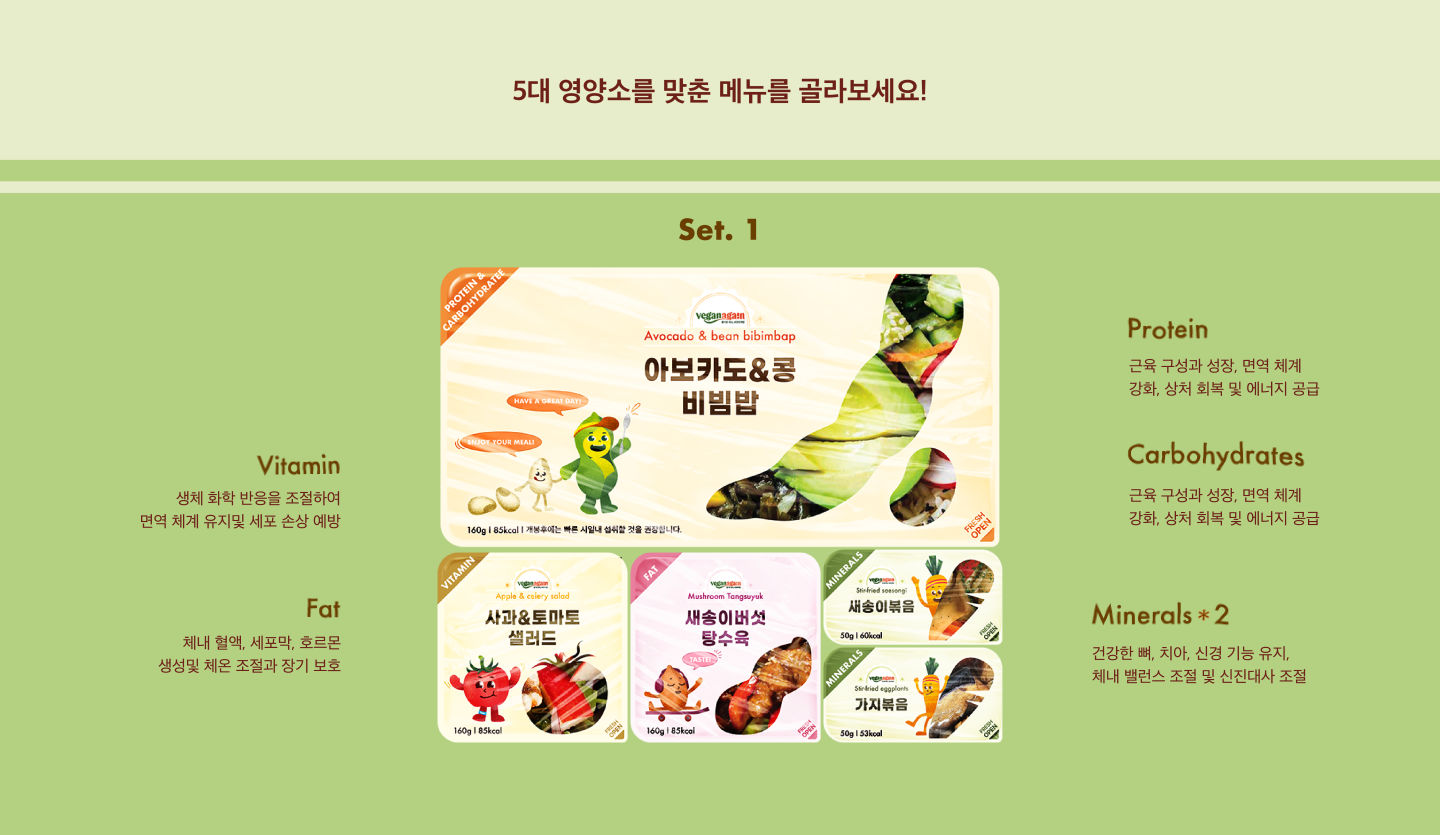 5대 영양소를 맞춘 메뉴를 골라보세요!
Set. 1
PROTEIN &
CARBOHYDRATEE
veganagain
Avocado & bean bibimbap
아보카도&콩
비빔밥
HAVE A GREAT DAY!
ENJOY YOUR MEAL!
160g I 85kcal I 개봉후에는 빠른 시일내 섭취할 것을 권장합니다.
FRESH
OPEN
Vitamin
생체 화학 반응을 조절하여
면역 체계 유지및 세포 손상 예방
Fat
체내 혈액, 세포막, 호르몬
생성및 체온 조절과 장기 보호
Protein
근육 구성과 성장, 면역 체계
강화, 상처 회복 및 에너지 공급
Carbohydrates
근육 구성과 성장, 면역 체계
강화, 상처 회복 및 에너지 공급
Minerals*2
건강한 뼈, 치아, 신경 기능 유지,
체내 밸런스 조절 및 신진대사 조절
VITAMIN
veganagain
Apple & celery salad
사과&토마토
샐러드
160g I 85kcal
FRESH
OPEN
FAT
veganagain
Mushroom Tangsuyuk
새송이버섯
탕수육
TASTE!
160g I 85kcal
FRESH
OPEN
MINERALS
veganagain
Stir-fried saesongi
새송이볶음
50g I 60kcal
FRESH
OPEN
MINERALS
veganagain
Stir-fried eggplants
가지볶음
50g I 53kcal
FRESH
OPEN